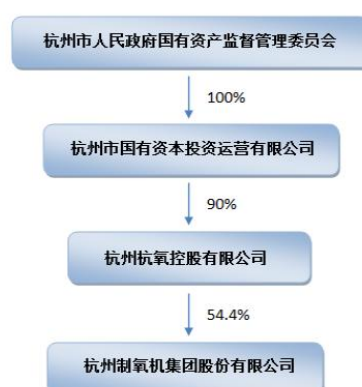 杭州市人民政府国有资产监督管理委员会
100%
杭州市国有资本投资运营有限公司
90%
杭州杭氧控股有限公司
54.4%
杭州制氧机集团股份有限公司